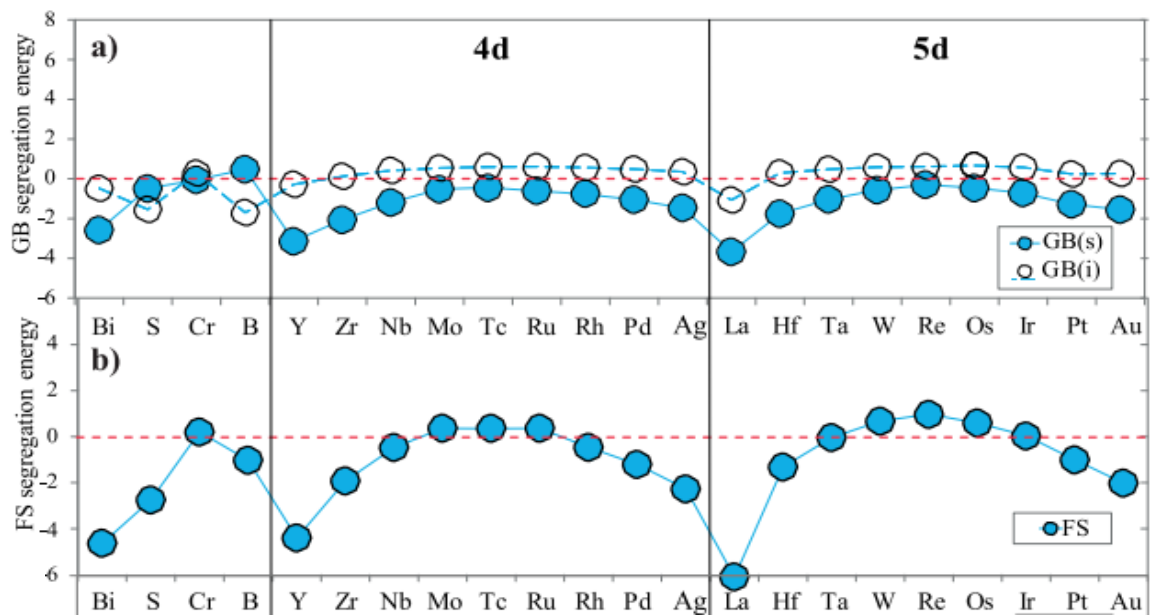 a)
4d
5d
GB segregation energy
8
6
4
2
0
-2
-4
-6
GB(s)
GB(i)
Bi S Cr B Y Zr Nb Mo Tc Ru Rh Pd Ag La Hf Ta W Re Os Ir Pt Au
b)
FS segregation energy
4
2
0
-2
-4
-6
FS
Bi S Cr B Y Zr Nb Mo Tc Ru Rh Pd Ag La Hf Ta W Re Os Ir Pt Au